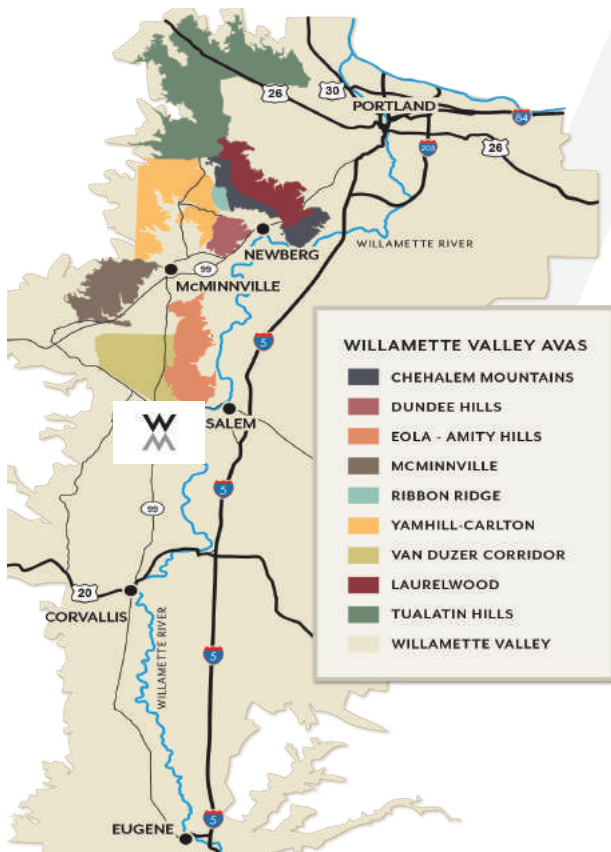 26
30
PORTLAND
84
205
26
WILLAMETTE RIVER
NEWBERG
99
McMINNVILLE
5
WILLAMETTE VALLEY AVAS
CHEHALEM MOUNTAINS
DUNDEE HILLS
EOLA - AMITY HILLS
MCMINNVILLE
RIBBON RIDGE
YAMHILL-CARLTON
VAN DUZER CORRIDOR
LAURELWOOD
TUALATIN HILLS
WILLAMETTE VALLEY
W
SALEM
5
99
20
CORVALLIS
WILLAMETTE RIVER
5
5
EUGENE